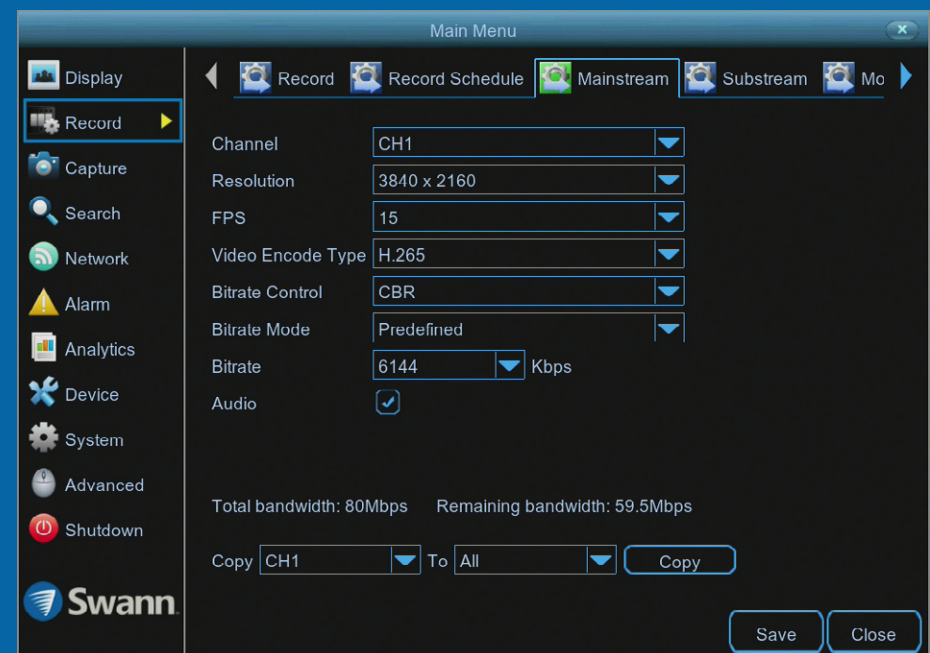 Main Menu
Display
Record
Capture
Search
Network
Alarm
Analytics
Device
System
Advanced
Shutdown
Swann
Record Record Schedule Mainstream Substream Mo
Channel CH1
Resolution 3840 x 2160
FPS 15
Video Encode Type H.265
Bitrate Control CBR
Bitrate Mode Predefined
Bitrate 6144 Kbps
Audio
Total bandwidth: 80Mbps Remaining bandwidth: 59.5Mbps
Copy CH1 To All Copy
Save Close